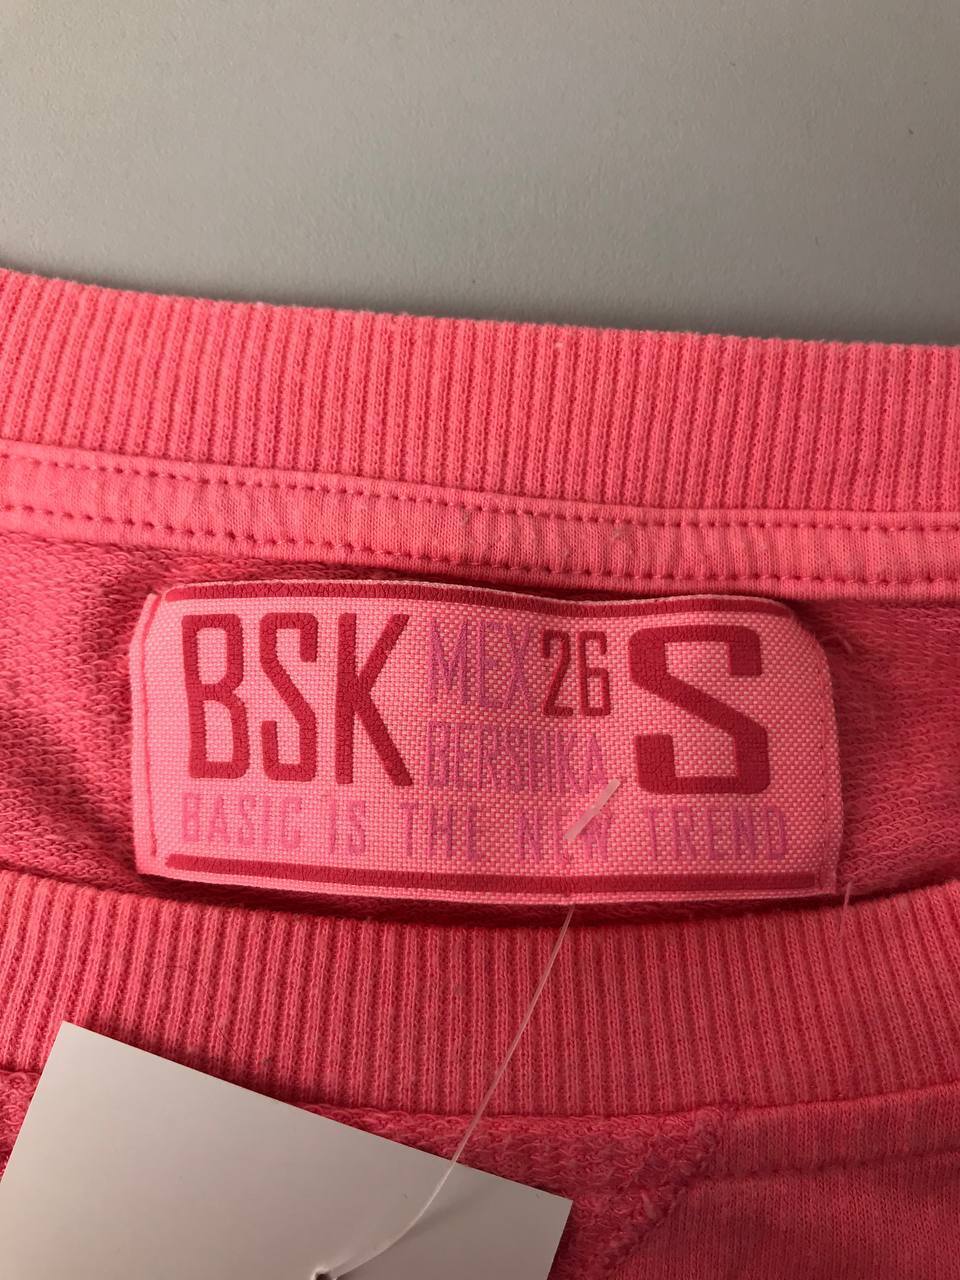 BSK MEX 26 S
BERSHKA
BASIC IS THE NEW TREND